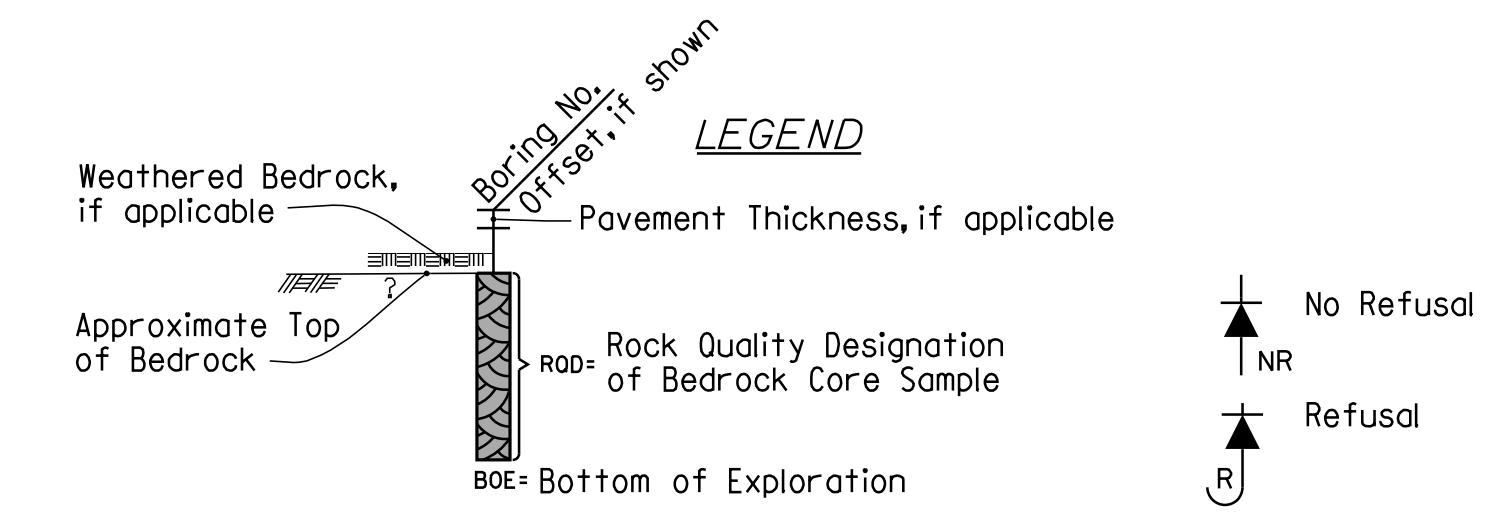 Boring No.
Offset, if shown
LEGEND
Weathered Bedrock,
if applicable
Pavement Thickness, if applicable
?
Approximate Top
of Bedrock
RQD= Rock Quality Designation
of Bedrock Core Sample
BOE= Bottom of Exploration
No Refusal
NR
Refusal
R